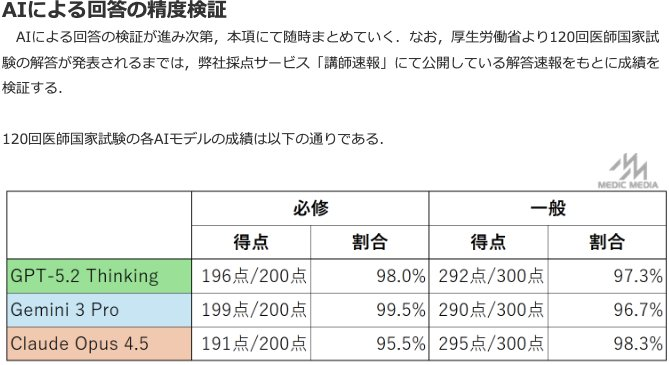 AIによる回答の精度検証
AIによる回答の検証が進み次第，本項にて随時まとめていく．なお，厚生労働省より120回医師国家試
験の解答が発表されるまでは，弊社採点サービス「講師速報」にて公開している解答速報をもとに成績を
検証する．
120回医師国家試験の各AIモデルの成績は以下の通りである．
MEDIC MEDIA
必修 一般
得点 割合 得点 割合
GPT-5.2 Thinking 196点/200点 98.0% 292点/300点 97.3%
Gemini 3 Pro 199点/200点 99.5% 290点/300点 96.7%
Claude Opus 4.5 191点/200点 95.5% 295点/300点 98.3%